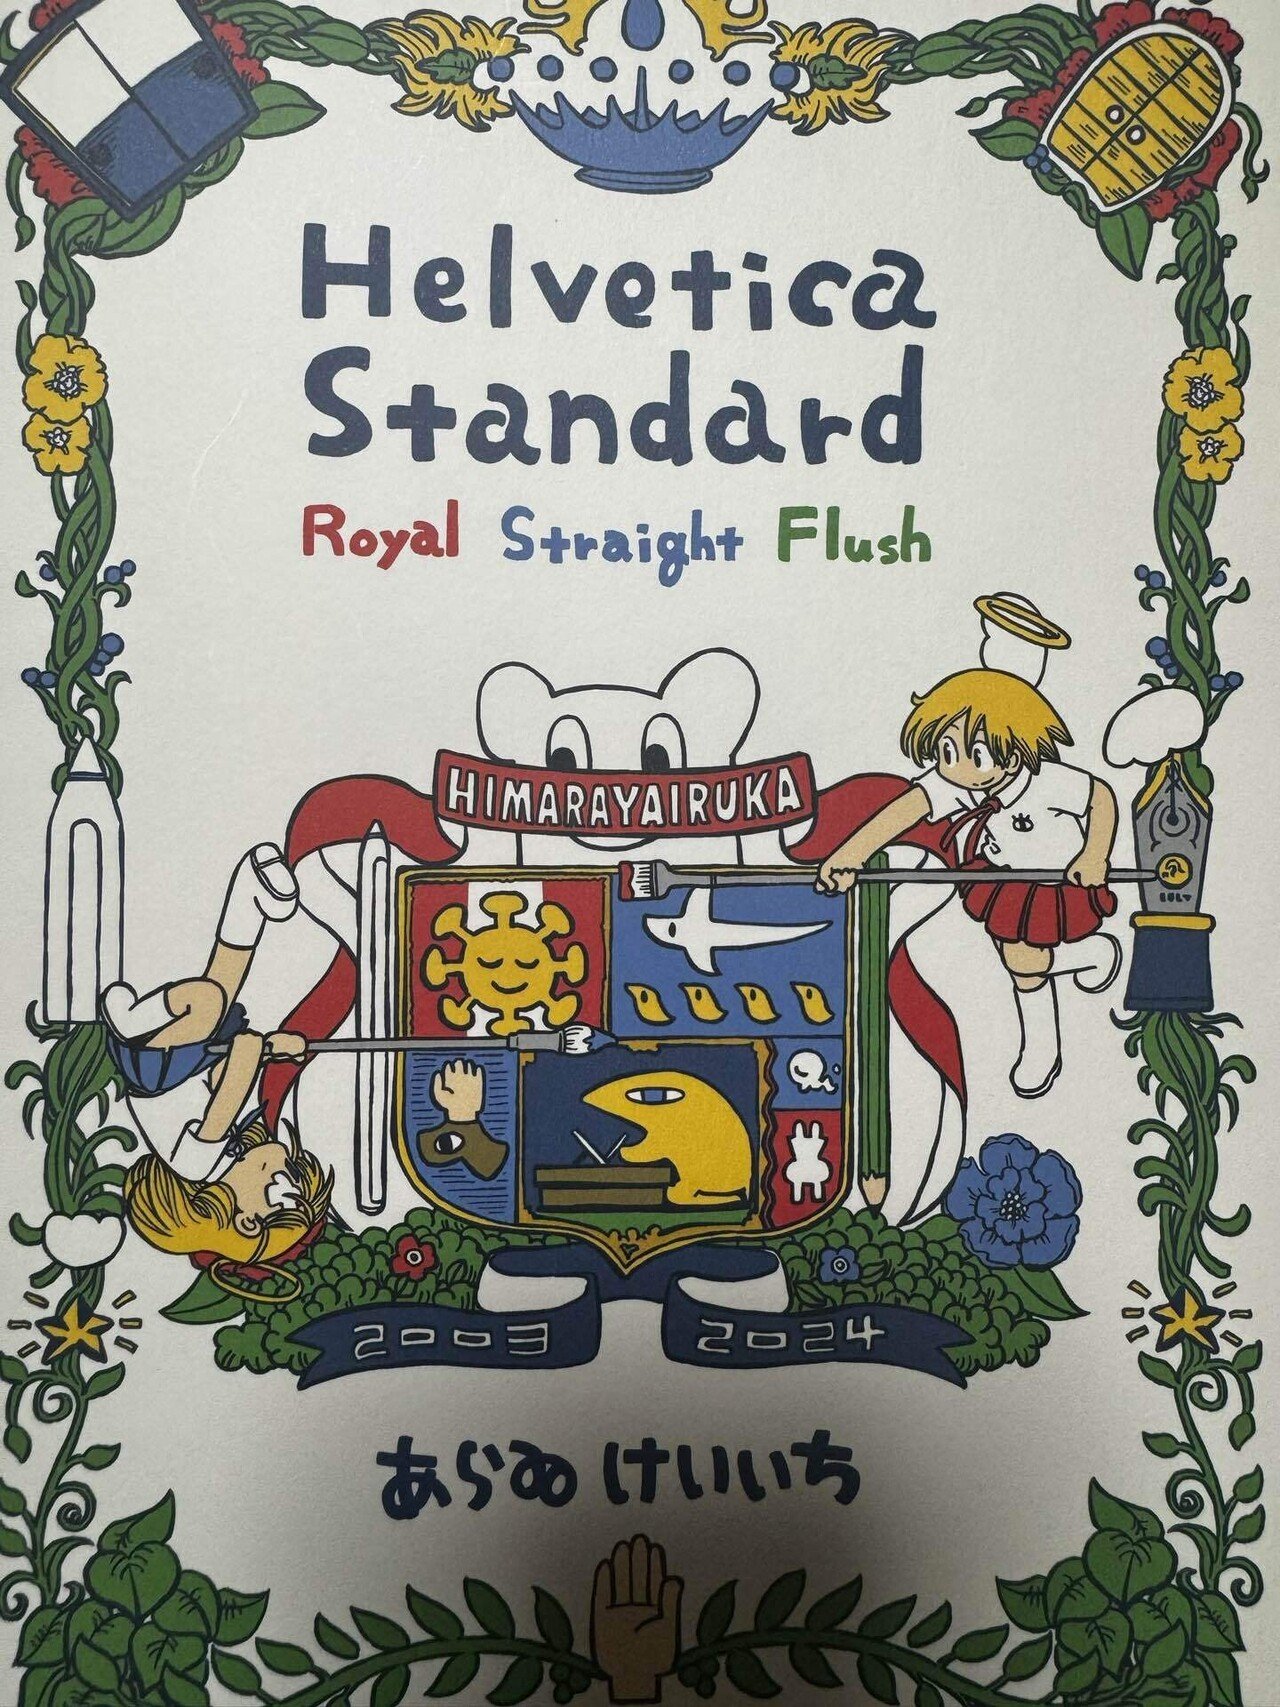 Helvetica
Standard
Royal Straight Flush
HIMARAYAIRUKA
2003 2024
あらゐけいいち